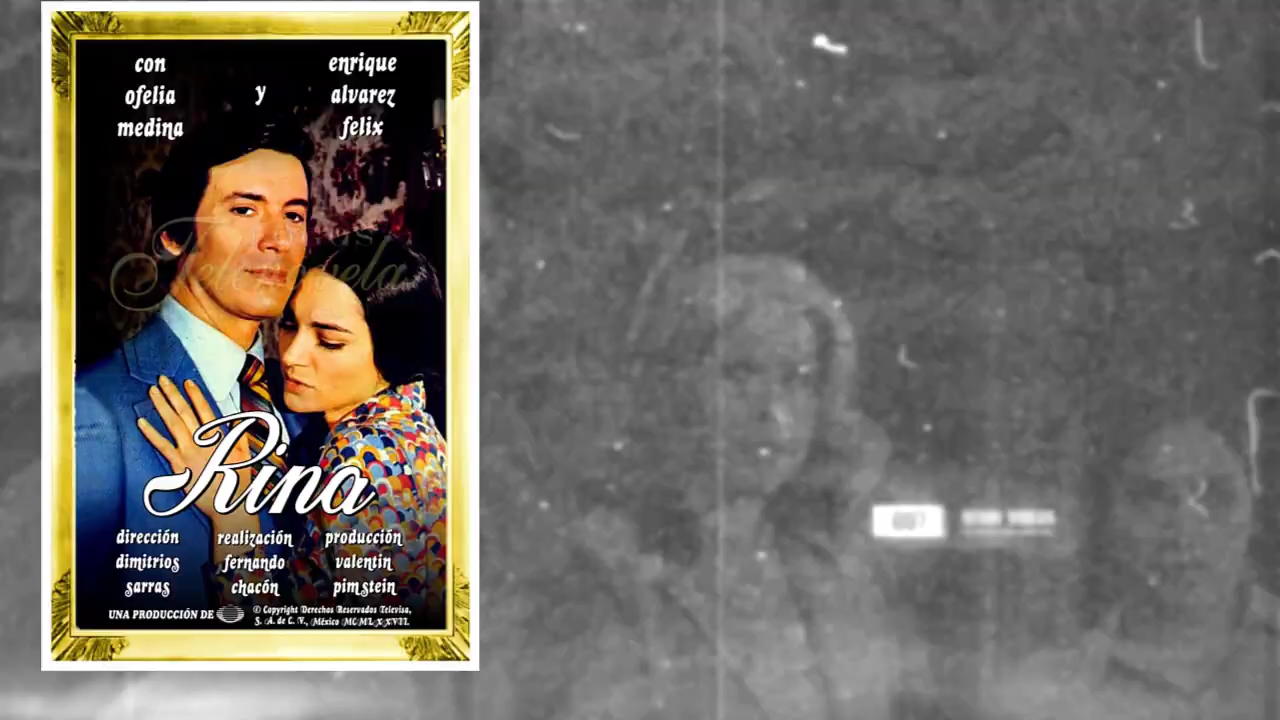 con
ofelia
medina
y
enrique
alvarez
felix
Telenovela
Rina
dirección
dimitrios
sarras
realización
fernando
chacón
producción
valentin
pimstein
UNA PRODUCCIÓN DE
© Copyright Derechos Reservados Televisa,
S. A. de C. V., México MCMLXXVII.